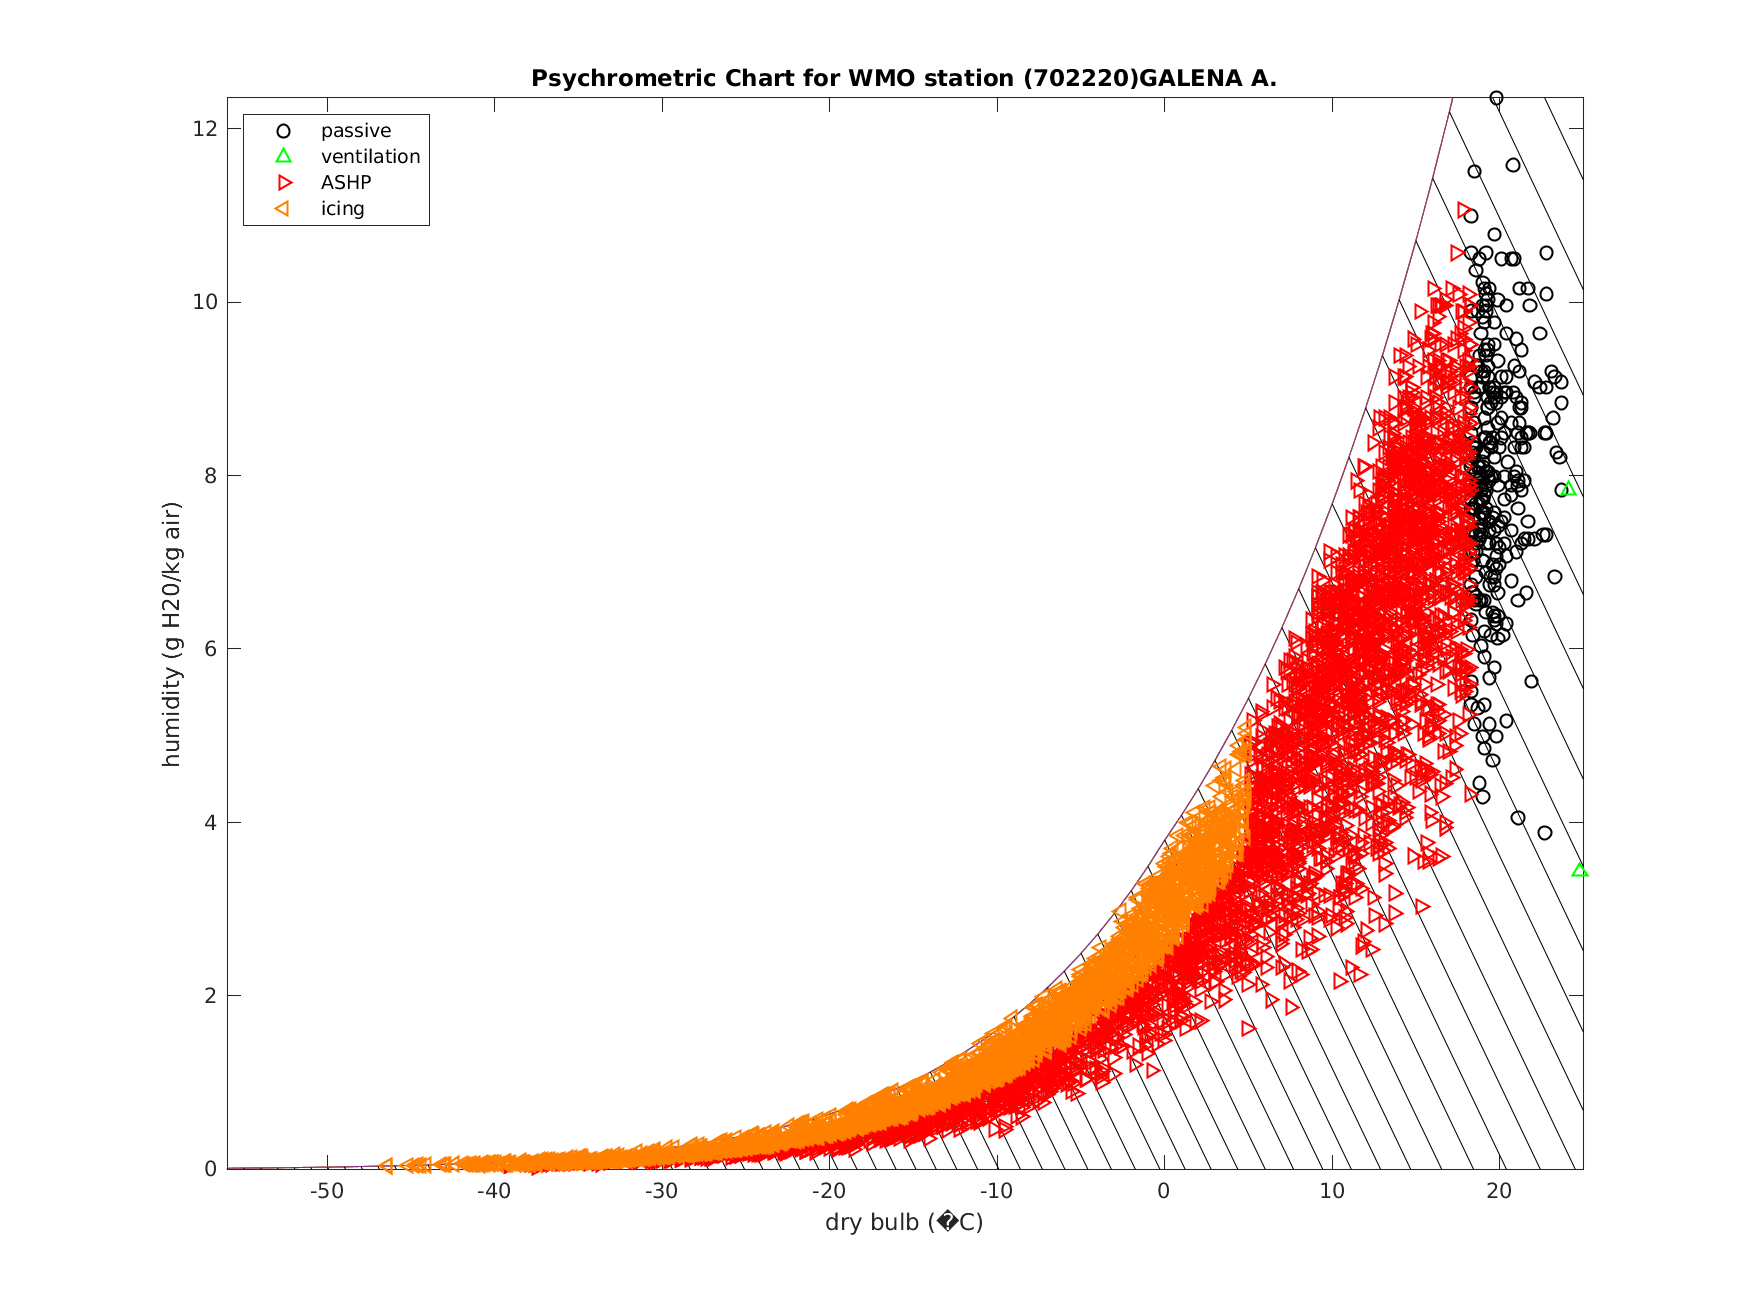 Psychrometric Chart for WMO station (702220)GALENA A.
passive
ventilation
ASHP
icing
humidity (g H20/kg air)
12
10
8
6
4
2
0
-50 -40 -30 -20 -10 0 10 20
dry bulb (�C)